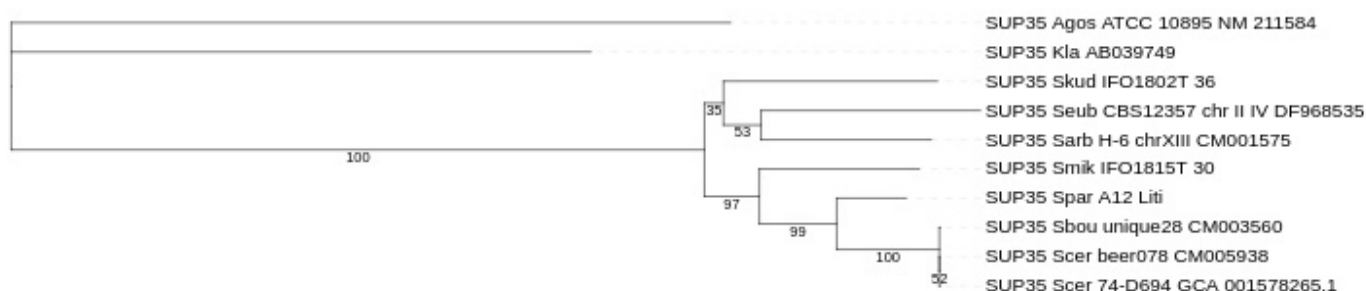 SUP35 Agos ATCC 10895 NM 211584
SUP35 Kla AB039749
SUP35 Skud IFO1802T 36
35
SUP35 Seub CBS12357 chr II IV DF968535
53
SUP35 Sarb H-6 chrXIII CM001575
100
SUP35 Smik IFO1815T 30
97
SUP35 Spar A12 Liti
99
SUP35 Sbou unique28 CM003560
100
SUP35 Scer beer078 CM005938
52
SUP35 Scer 74-D694 GCA 001578265.1